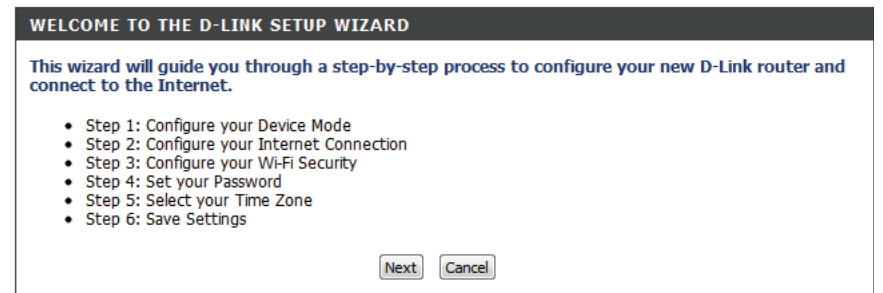 WELCOME TO THE D-LINK SETUP WIZARD
This wizard will guide you through a step-by-step process to configure your new D-Link router and
connect to the Internet.
• Step 1: Configure your Device Mode
• Step 2: Configure your Internet Connection
• Step 3: Configure your Wi-Fi Security
• Step 4: Set your Password
• Step 5: Select your Time Zone
• Step 6: Save Settings
Next Cancel